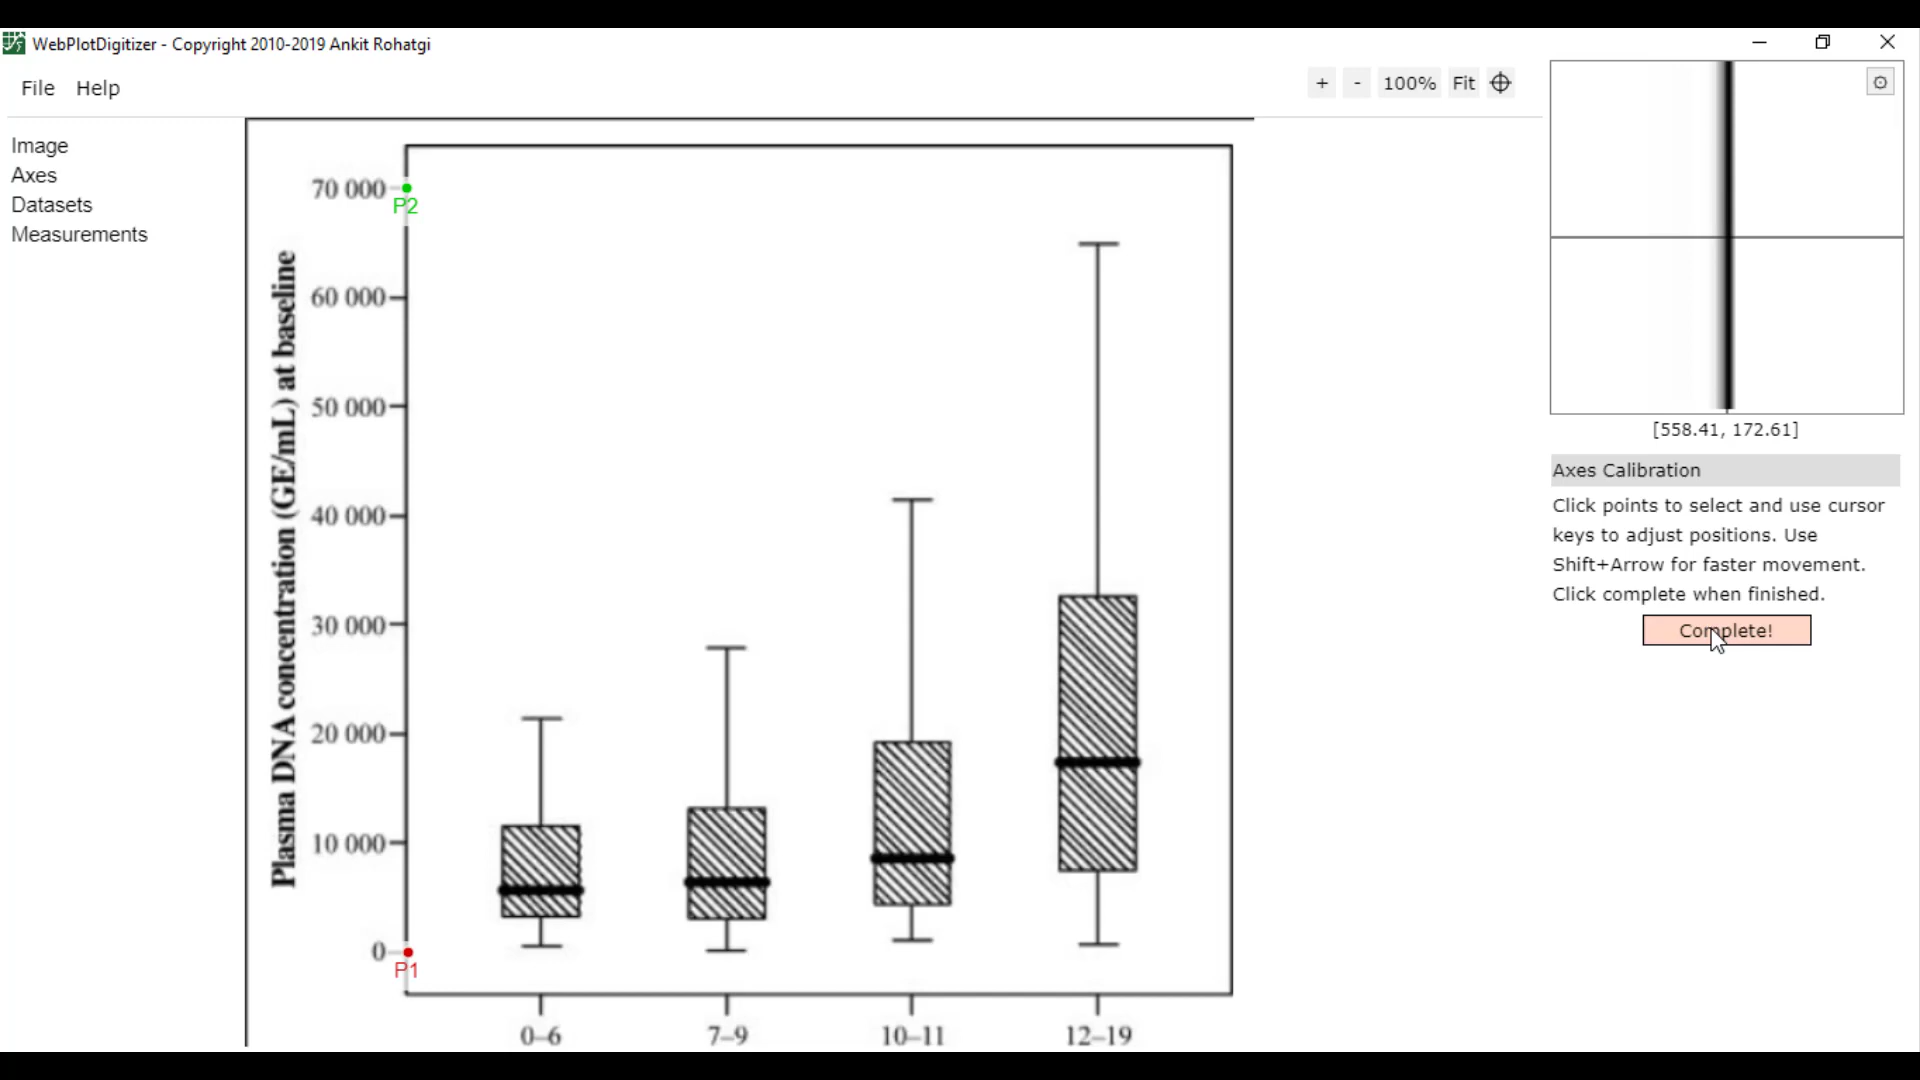 WebPlotDigitizer - Copyright 2010-2019 Ankit Rohatgi
File Help
+ - 100% Fit
Image
Axes
Datasets
Measurements
70 000
P2
60 000
50 000
40 000
30 000
20 000
10 000
0
P1
Plasma DNA concentration (GE/mL) at baseline
0–6 7–9 10–11 12–19
[558.41, 172.61]
Axes Calibration
Click points to select and use cursor
keys to adjust positions. Use
Shift+Arrow for faster movement.
Click complete when finished.
Complete!